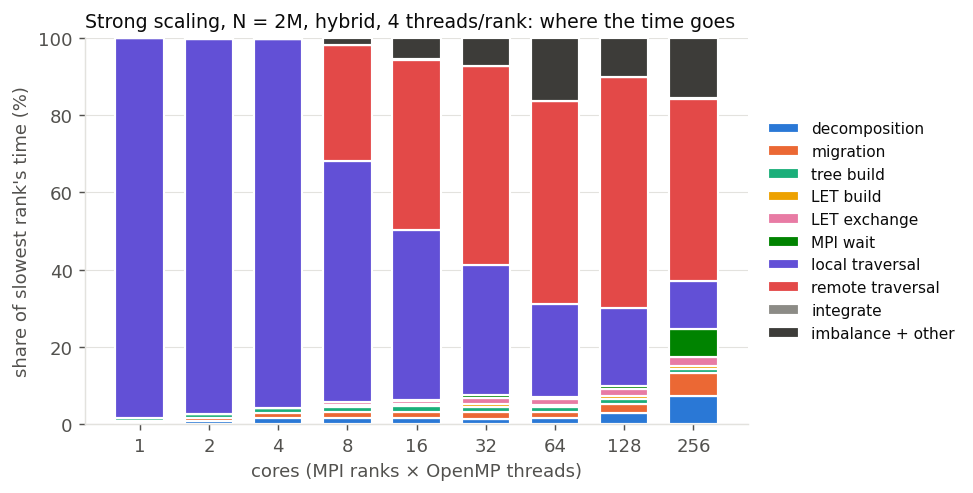 Strong scaling, N = 2M, hybrid, 4 threads/rank: where the time goes
share of slowest rank's time (%)
100
80
60
40
20
0
1 2 4 8 16 32 64 128 256
cores (MPI ranks × OpenMP threads)
decomposition
migration
tree build
LET build
LET exchange
MPI wait
local traversal
remote traversal
integrate
imbalance + other